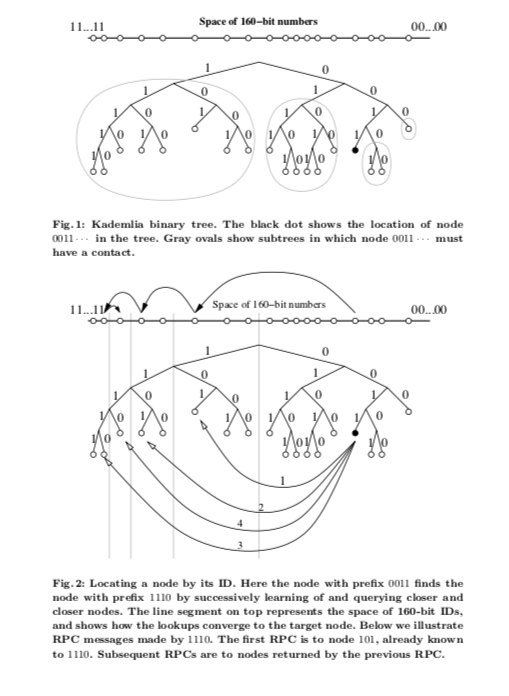 Space of 160−bit numbers
11...11 00...00
1 0
1 0 1 0
1 0 1 0 1 0 1 0
1 0 1 0 1 0 1 0 1 0 1 0
1 0 1 0 1 0 1 0
Fig. 1: Kademlia binary tree. The black dot shows the location of node
0011··· in the tree. Gray ovals show subtrees in which node 0011··· must
have a contact.
11...11 Space of 160−bit numbers 00...00
1 0
1 0 1 0
1 0 1 0 1 0 1 0
1 0 1 0 1 0 1 0 1 0 1 0
1 0 1 0 1 0 1 0
1
2
4
3
Fig. 2: Locating a node by its ID. Here the node with prefix 0011 finds the
node with prefix 1110 by successively learning of and querying closer and
closer nodes. The line segment on top represents the space of 160-bit IDs,
and shows how the lookups converge to the target node. Below we illustrate
RPC messages made by 1110. The first RPC is to node 101, already known
to 1110. Subsequent RPCs are to nodes returned by the previous RPC.